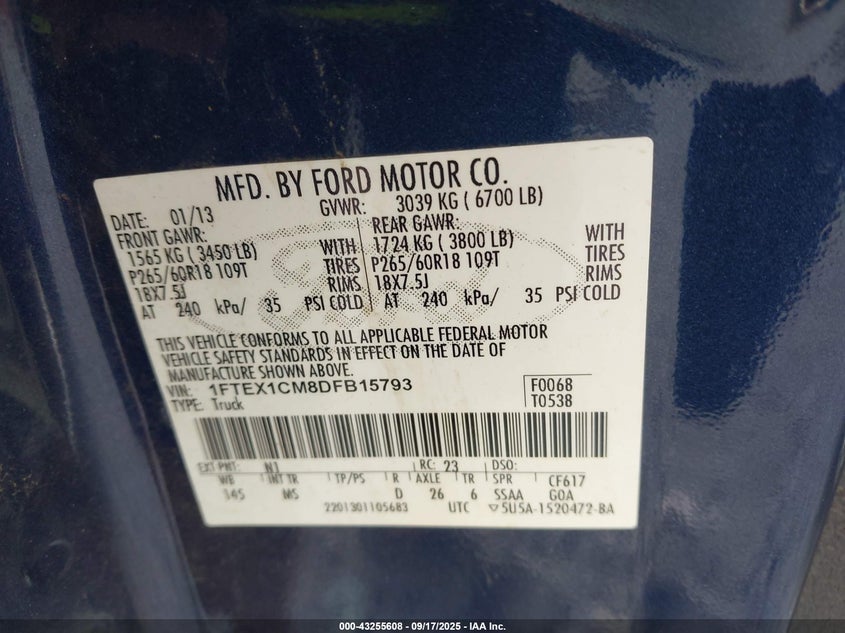 MFD. BY FORD MOTOR CO.
DATE: 01/13 GVWR: 3039 KG ( 6700 LB)
FRONT GAWR: REAR GAWR:
1565 KG ( 3450 LB) WITH 1724 KG ( 3800 LB) WITH
P265/60R18 109T TIRES P265/60R18 109T TIRES
18X7.5J RIMS 18X7.5J RIMS
AT 240 kPa/ 35 PSI COLD AT 240 kPa/ 35 PSI COLD
THIS VEHICLE CONFORMS TO ALL APPLICABLE FEDERAL MOTOR
VEHICLE SAFETY STANDARDS IN EFFECT ON THE DATE OF
MANUFACTURE SHOWN ABOVE.
VIN: 1FTEX1CM8DFB15793 F0068
TYPE: Truck T0538
EXT PNT: N1 RC: 23 DSO:
WB INT TR TP/PS R AXLE TR SPR CF617
145 MS D 26 6 SSAA GOA
2201301105683 UTC ▽5U5A-1520472-BA
000-43255608 - 09/17/2025 - IAA Inc.